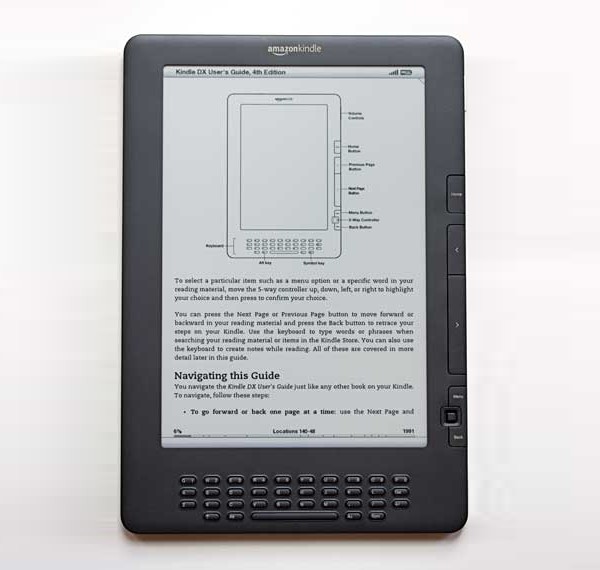 amazonkindle
Kindle DX User's Guide, 4th Edition
amazonkindle
Volume
Controls
Home
Button
Previous Page
Button
Next Page
Button
Menu Button
5-Way Controller
Back Button
Keyboard
Alt key
Symbol key
To select a particular item such as a menu option or a specific word in your
reading material, move the 5-way controller up, down, left, or right to highlight
your choice and then press to confirm your choice.
You can press the Next Page or Previous Page button to move forward or
backward in your reading material and press the Back button to retrace your
steps on your Kindle. Use the keyboard to type words or phrases when
searching your reading material or items in the Kindle Store. You can also use
the keyboard to create notes while reading. All of these are covered in more
detail later in this guide.
Navigating this Guide
You navigate the Kindle DX User's Guide just like any other book on your Kindle.
To navigate, follow these steps:
• To go forward or back one page at a time: use the Next Page and
6%
Locations 140-48
1991
Home
<
>
Menu
Back